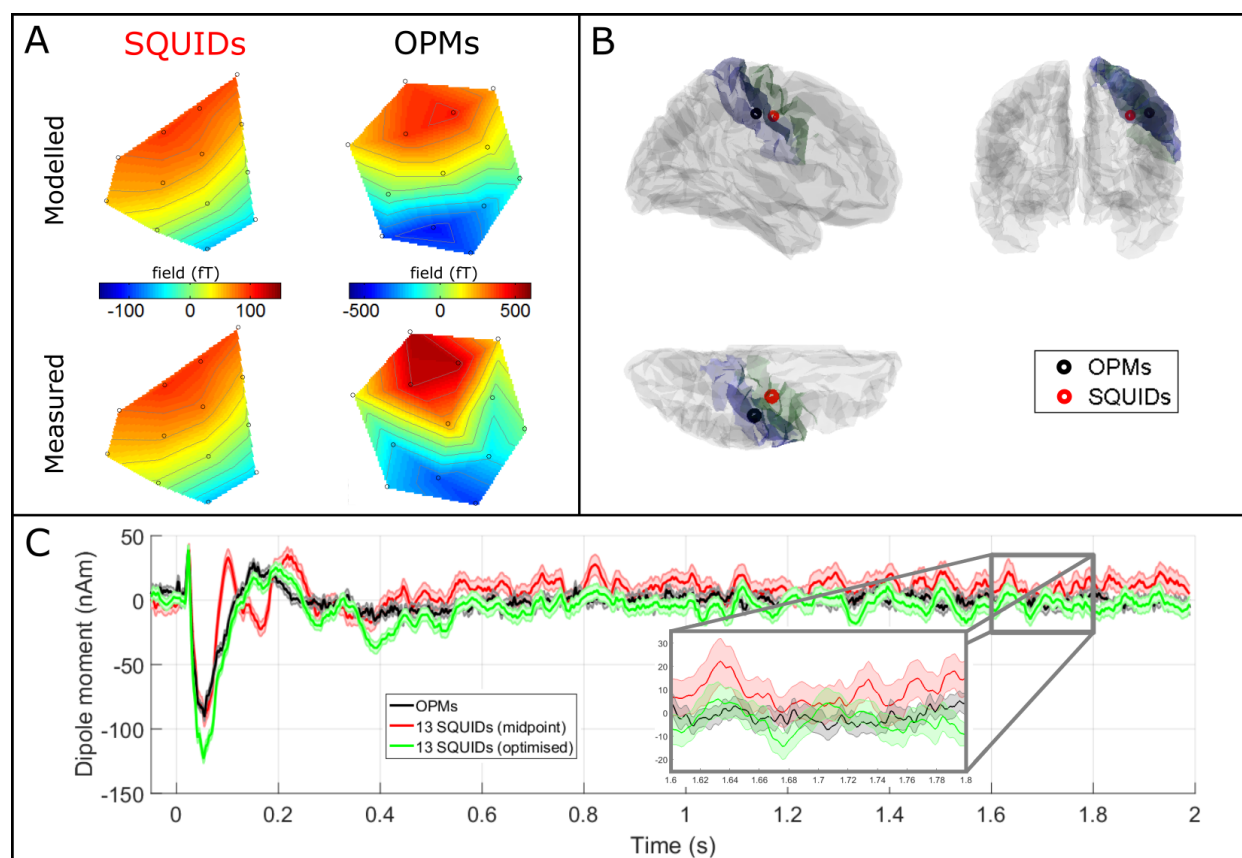 A
SQUIDs
OPMs
Modelled
field (fT)
-100 0 100
field (fT)
-500 0 500
Measured
B
OPMs
SQUIDs
C
Dipole moment (nAm)
50
0
-50
-100
-150
OPMs
13 SQUIDs (midpoint)
13 SQUIDs (optimised)
30
20
10
0
-10
-20
1.6 1.62 1.64 1.66 1.68 1.7 1.72 1.74 1.76 1.78 1.8
0 0.2 0.4 0.6 0.8 1 1.2 1.4 1.6 1.8 2
Time (s)